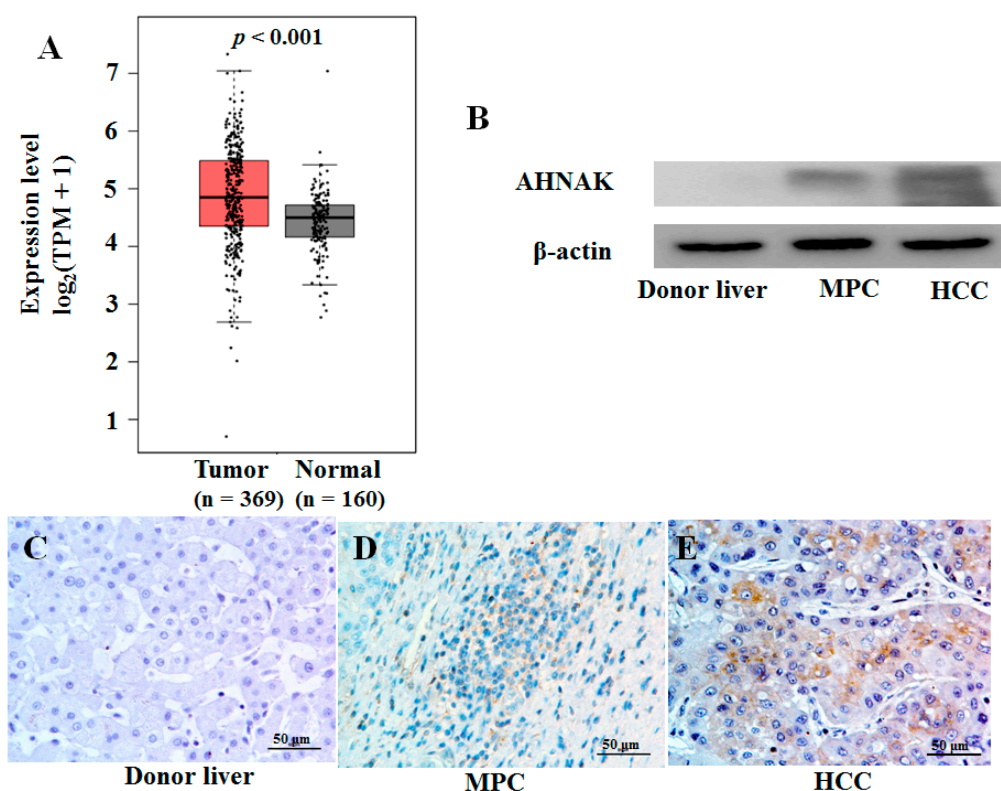 A
p < 0.001
Expression level
log₂(TPM + 1)
7
6
5
4
3
2
1
Tumor
(n = 369)
Normal
(n = 160)
B
AHNAK
β-actin
Donor liver
MPC
HCC
C
50 μm
Donor liver
D
50 μm
MPC
E
50 μm
HCC